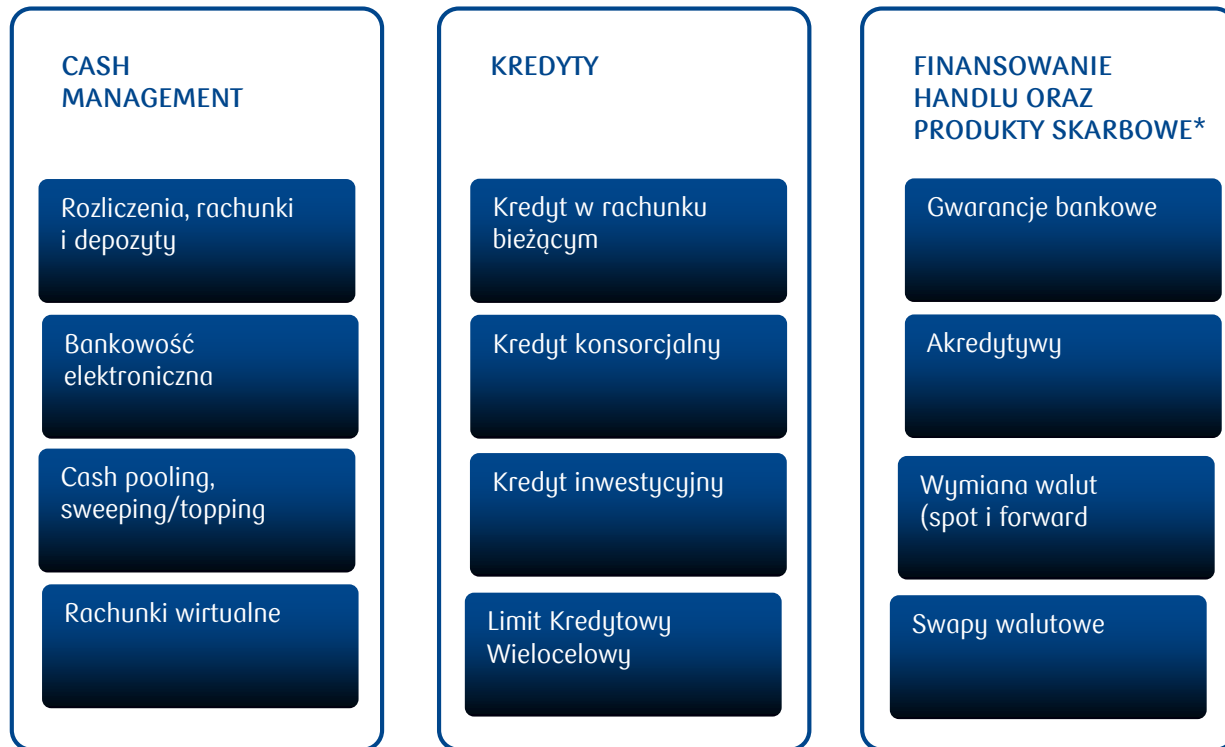 CASH
MANAGEMENT
Rozliczenia, rachunki
i depozyty
Bankowość
elektroniczna
Cash pooling,
sweeping/topping
Rachunki wirtualne
KREDYTY
Kredyt w rachunku
bieżącym
Kredyt konsorcjalny
Kredyt inwestycyjny
Limit Kredytowy
Wielocelowy
FINANSOWANIE
HANDLU ORAZ
PRODUKTY SKARBOWE*
Gwarancje bankowe
Akredytywy
Wymiana walut
(spot i forward
Swapy walutowe